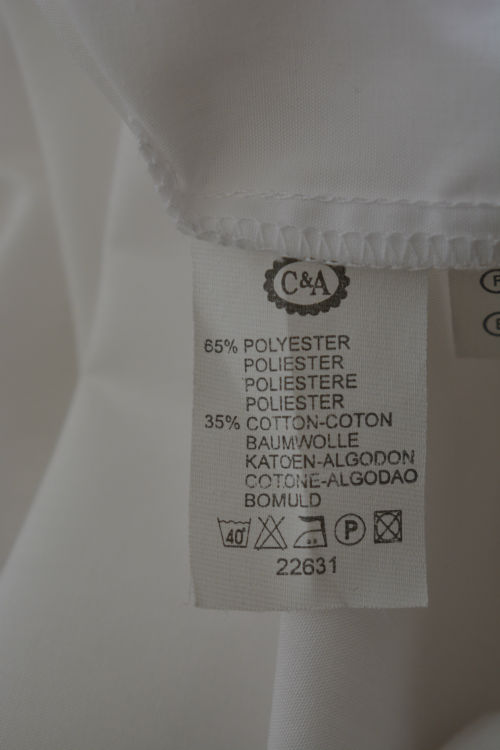 C&A
65% POLYESTER
POLIESTER
POLIESTERE
POLIESTER
35% COTTON-COTON
BAUMWOLLE
KATOEN-ALGODON
COTONE-ALGODAO
BOMULD
40° P
22631